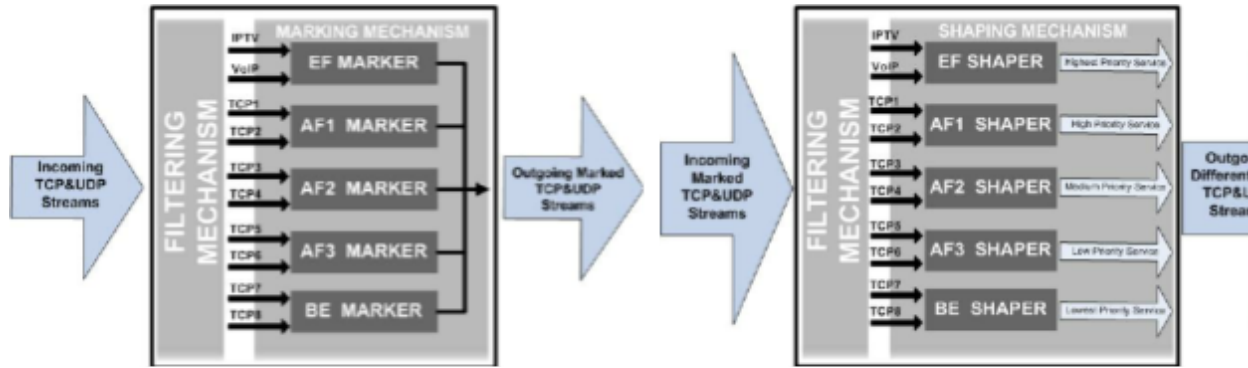 MARKING MECHANISM
FILTERING
MECHANISM
IPTV
VoIP
EF MARKER
TCP1
TCP2
AF1 MARKER
TCP3
TCP4
AF2 MARKER
TCP5
TCP6
AF3 MARKER
TCP7
TCP8
BE MARKER
Incoming
TCP&UDP
Streams
Outgoing Marked
TCP&UDP
Streams
Incoming
Marked
TCP&UDP
Streams
SHAPING MECHANISM
FILTERING
MECHANISM
IPTV
VoIP
EF SHAPER
Highest Priority Service
TCP1
TCP2
AF1 SHAPER
High Priority Service
TCP3
TCP4
AF2 SHAPER
Medium Priority Service
TCP5
TCP6
AF3 SHAPER
Low Priority Service
TCP7
TCP8
BE SHAPER
Lowest Priority Service
Outgo
Different
TCP&U
Strea